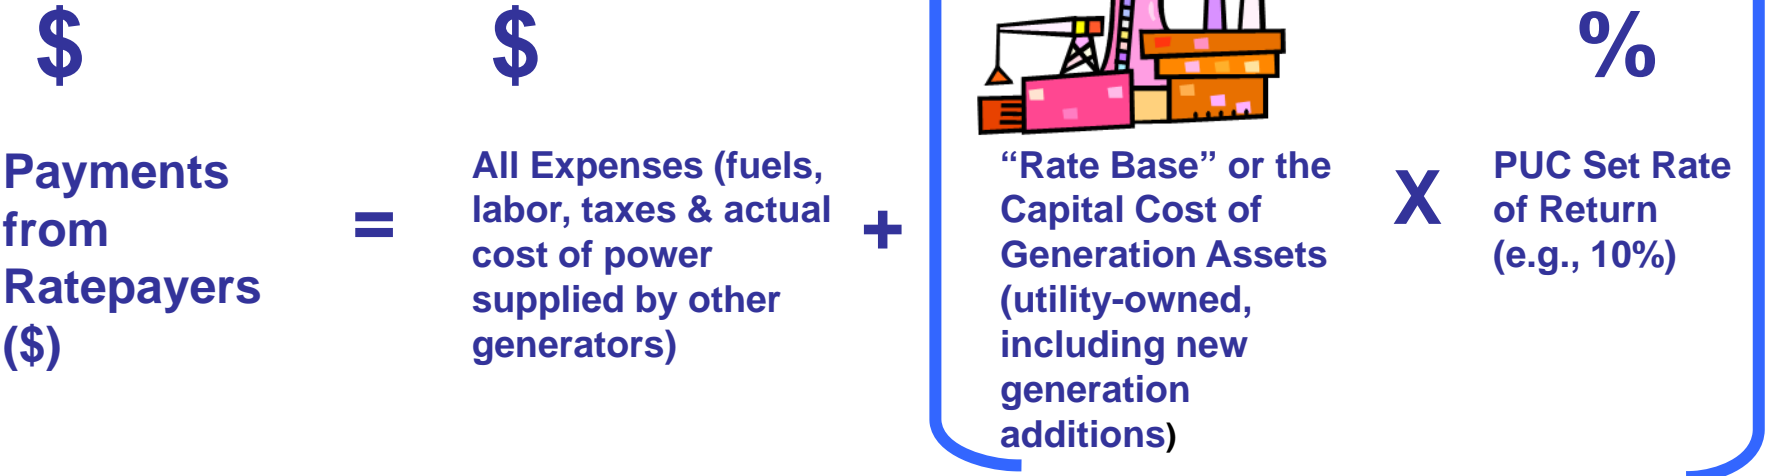 $
$
%
Payments
from
Ratepayers
($)
=
All Expenses (fuels,
labor, taxes & actual
cost of power
supplied by other
generators)
+
“Rate Base” or the
Capital Cost of
Generation Assets
(utility-owned,
including new
generation
additions)
X
PUC Set Rate
of Return
(e.g., 10%)